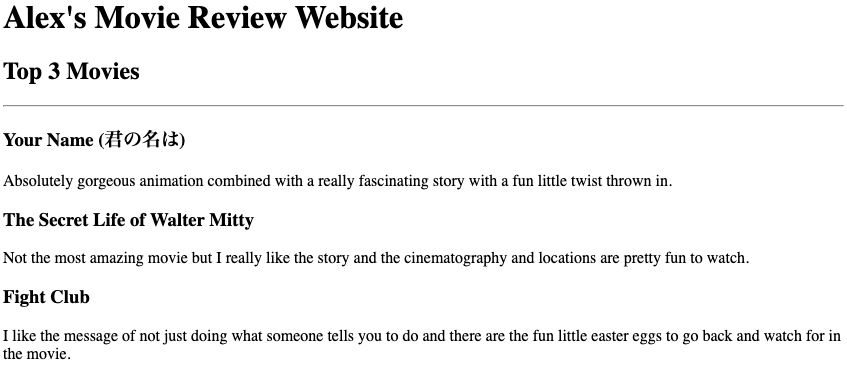 Alex's Movie Review Website
Top 3 Movies
Your Name (君の名は)
Absolutely gorgeous animation combined with a really fascinating story with a fun little twist thrown in.
The Secret Life of Walter Mitty
Not the most amazing movie but I really like the story and the cinematography and locations are pretty fun to watch.
Fight Club
I like the message of not just doing what someone tells you to do and there are the fun little easter eggs to go back and watch for in
the movie.